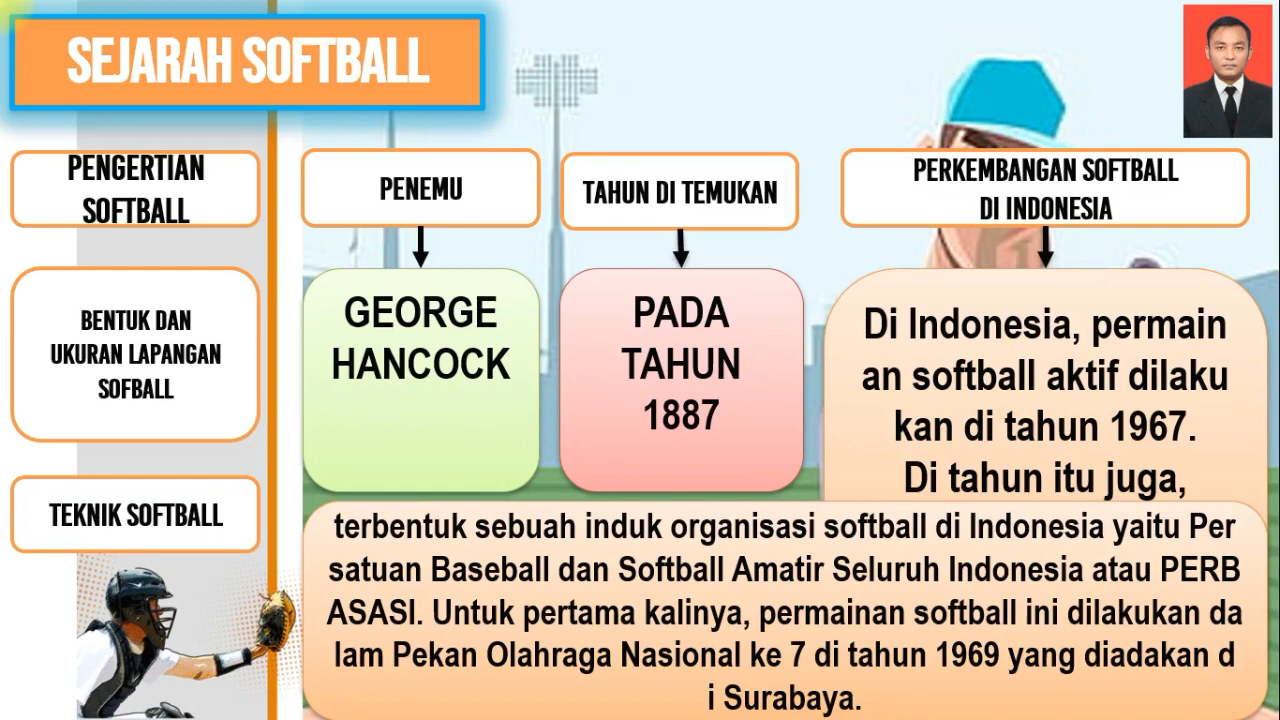 SEJARAH SOFTBALL
PENGERTIAN
SOFTBALL
BENTUK DAN
UKURAN LAPANGAN
SOFBALL
TEKNIK SOFTBALL
PENEMU
GEORGE
HANCOCK
TAHUN DI TEMUKAN
PADA
TAHUN
1887
PERKEMBANGAN SOFTBALL
DI INDONESIA
Di Indonesia, permain
an softball aktif dilaku
kan di tahun 1967.
Di tahun itu juga,
terbentuk sebuah induk organisasi softball di Indonesia yaitu Per
satuan Baseball dan Softball Amatir Seluruh Indonesia atau PERB
ASASI. Untuk pertama kalinya, permainan softball ini dilakukan da
lam Pekan Olahraga Nasional ke 7 di tahun 1969 yang diadakan d
i Surabaya.